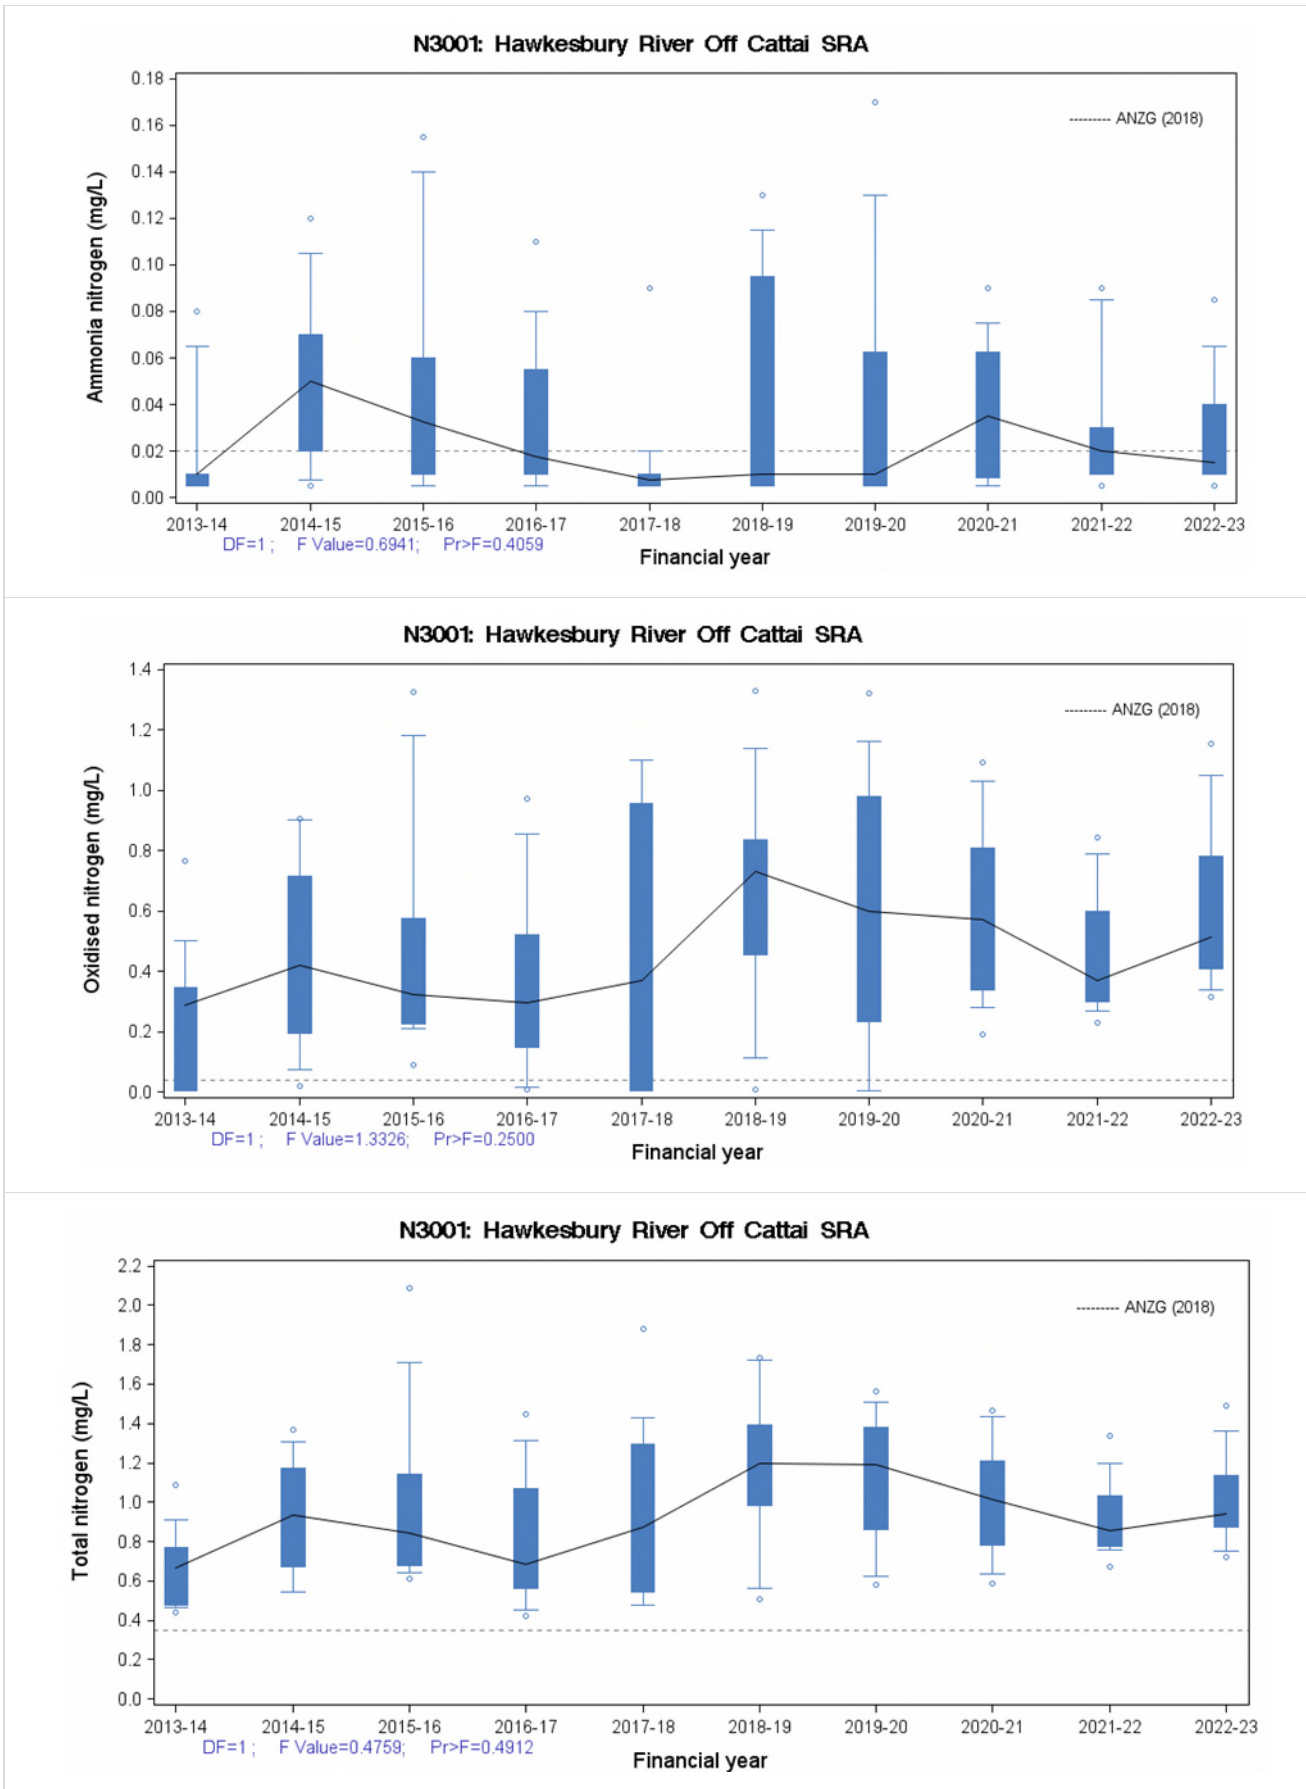 N3001: Hawkesbury River Off Cattai SRA
0.18
0.16
0.14
0.12
0.10
0.08
0.06
0.04
0.02
0.00
Ammonia nitrogen (mg/L)
ANZG (2018)
2013-14 2014-15 2015-16 2016-17 2017-18 2018-19 2019-20 2020-21 2021-22 2022-23
DF=1 ; F Value=0.6941; Pr>F=0.4059
Financial year
N3001: Hawkesbury River Off Cattai SRA
1.4
1.2
1.0
0.8
0.6
0.4
0.2
0.0
Oxidised nitrogen (mg/L)
ANZG (2018)
2013-14 2014-15 2015-16 2016-17 2017-18 2018-19 2019-20 2020-21 2021-22 2022-23
DF=1 ; F Value=1.3326; Pr>F=0.2500
Financial year
N3001: Hawkesbury River Off Cattai SRA
2.2
2.0
1.8
1.6
1.4
1.2
1.0
0.8
0.6
0.4
0.2
0.0
Total nitrogen (mg/L)
ANZG (2018)
2013-14 2014-15 2015-16 2016-17 2017-18 2018-19 2019-20 2020-21 2021-22 2022-23
DF=1 ; F Value=0.4759; Pr>F=0.4912
Financial year